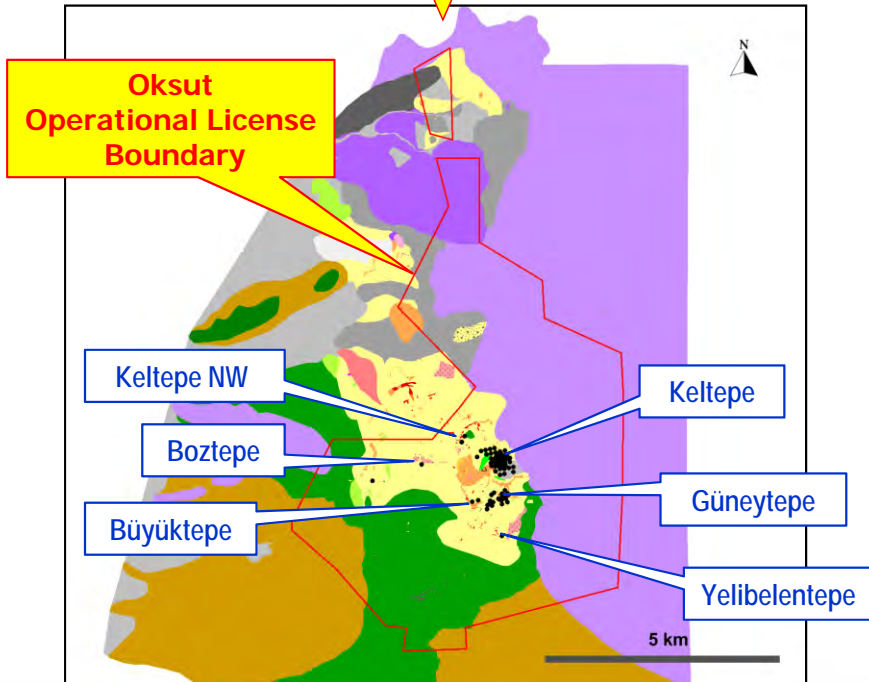 N
Oksut
Operational License
Boundary
Keltepe NW
Keltepe
Boztepe
Güneytepe
Büyüktepe
Yelibelentepe
5 km